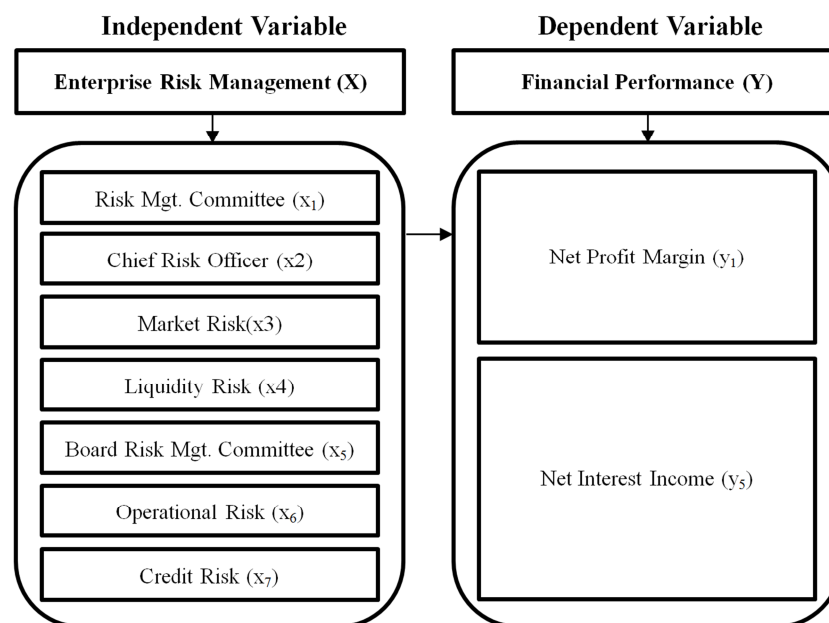 Independent Variable
Enterprise Risk Management (X)
Risk Mgt. Committee (x₁)
Chief Risk Officer (x2)
Market Risk(x3)
Liquidity Risk (x4)
Board Risk Mgt. Committee (x₅)
Operational Risk (x₆)
Credit Risk (x₇)
Dependent Variable
Financial Performance (Y)
Net Profit Margin (y₁)
Net Interest Income (y₅)